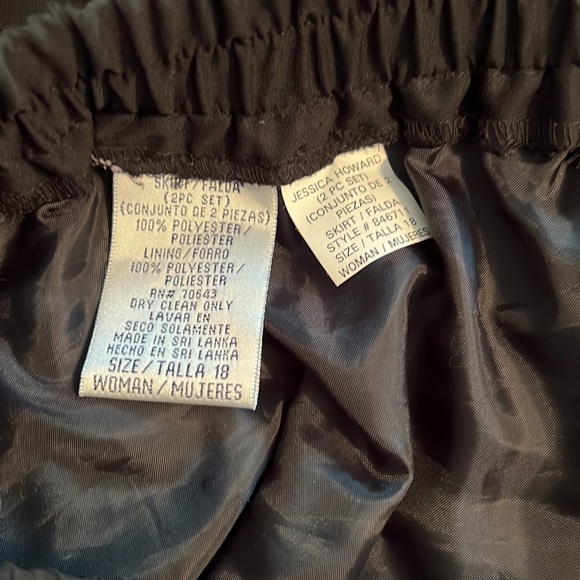 SKIRT/FALDA
(2PC SET)
(CONJUNTO DE 2 PIEZAS)
100% POLYESTER/
POLIESTER
LINING/FORRO
100% POLYESTER/
POLIESTER
RN# 70643
DRY CLEAN ONLY
LAVAR EN
SECO SOLAMENTE
MADE IN SRI LANKA
HECHO EN SRI LANKA
SIZE/TALLA 18
WOMAN/MUJERES
JESSICA HOWARD
(2 PC SET)
(CONJUNTO DE 2
PIEZAS)
SKIRT / FALDA
STYLE # 846711
SIZE / TALLA 18
WOMAN / MUJERES